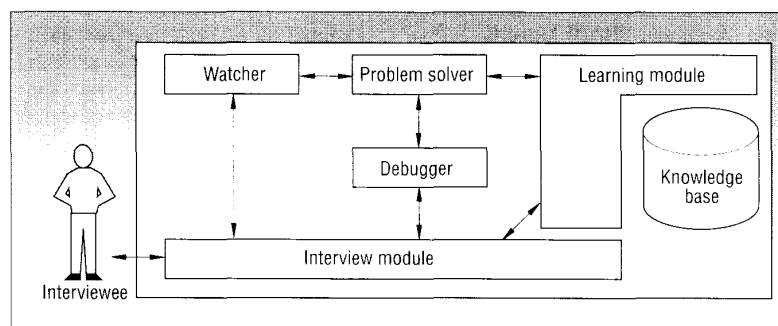 Watcher
Problem solver
Learning module
Debugger
Knowledge
base
Interview module
Interviewee